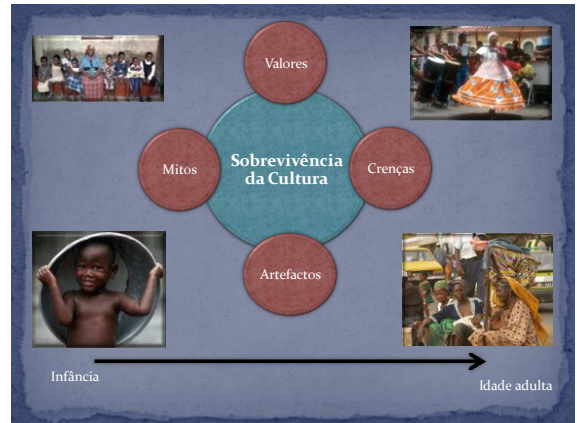 Valores
Mitos
Sobrevivência
da Cultura
Crenças
Artefactos
Infância
Idade adulta